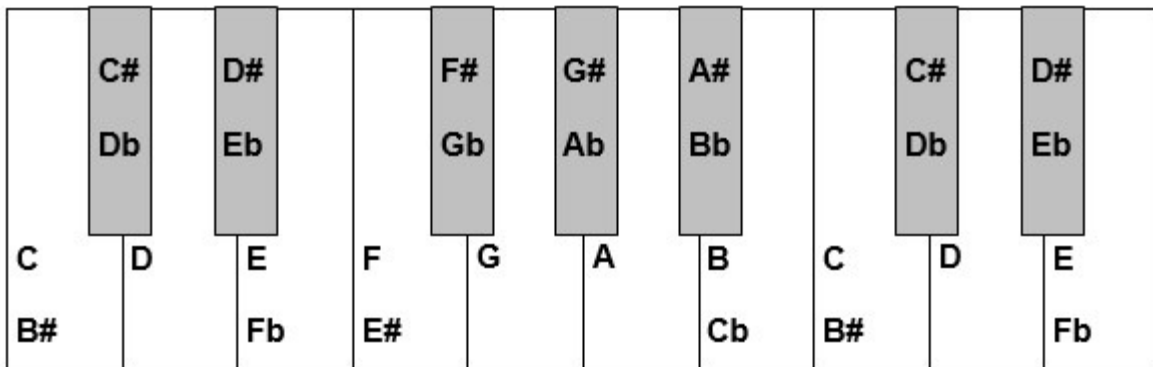 C# D# F# G# A# C# D#
Db Eb Gb Ab Bb Db Eb
C D E F G A B C D E
B# Fb E# Cb B# Fb